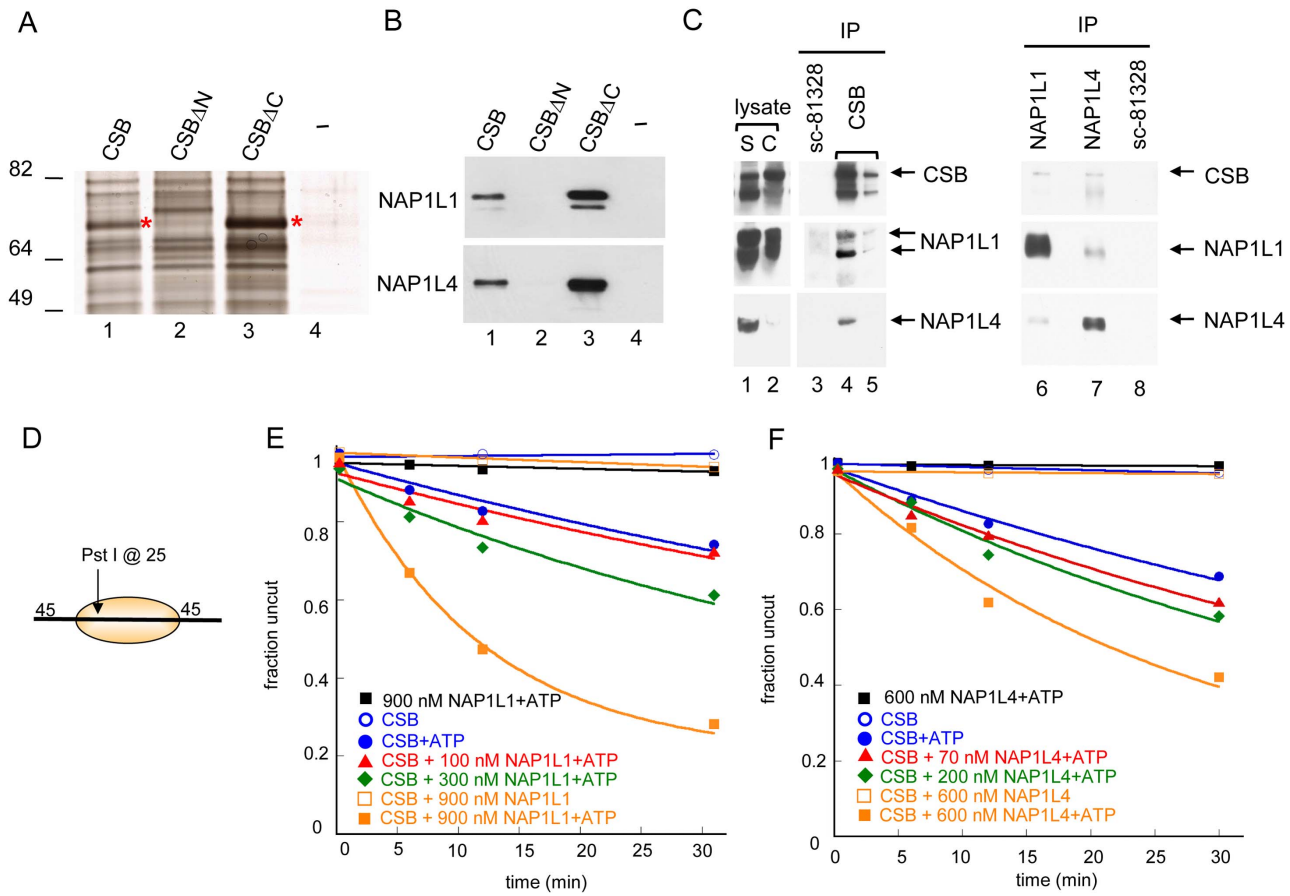 A
CSB
CSBΔN
CSBΔC
–
82
64
49
*
*
1 2 3 4
B
CSB
CSBΔN
CSBΔC
–
NAP1L1
NAP1L4
1 2 3 4
C
IP
lysate
S C
sc-81328
CSB
CSB
NAP1L1
NAP1L4
1 2 3 4 5
IP
NAP1L1
NAP1L4
sc-81328
CSB
NAP1L1
NAP1L4
6 7 8
D
Pst I @ 25
45 45
E
fraction uncut
1
0.8
0.6
0.4
0.2
0
900 nM NAP1L1+ATP
CSB
CSB+ATP
CSB + 100 nM NAP1L1+ATP
CSB + 300 nM NAP1L1+ATP
CSB + 900 nM NAP1L1
CSB + 900 nM NAP1L1+ATP
0 5 10 15 20 25 30
time (min)
F
fraction uncut
1
0.8
0.6
0.4
0.2
0
600 nM NAP1L4+ATP
CSB
CSB+ATP
CSB + 70 nM NAP1L4+ATP
CSB + 200 nM NAP1L4+ATP
CSB + 600 nM NAP1L4
CSB + 600 nM NAP1L4+ATP
0 5 10 15 20 25 30
time (min)